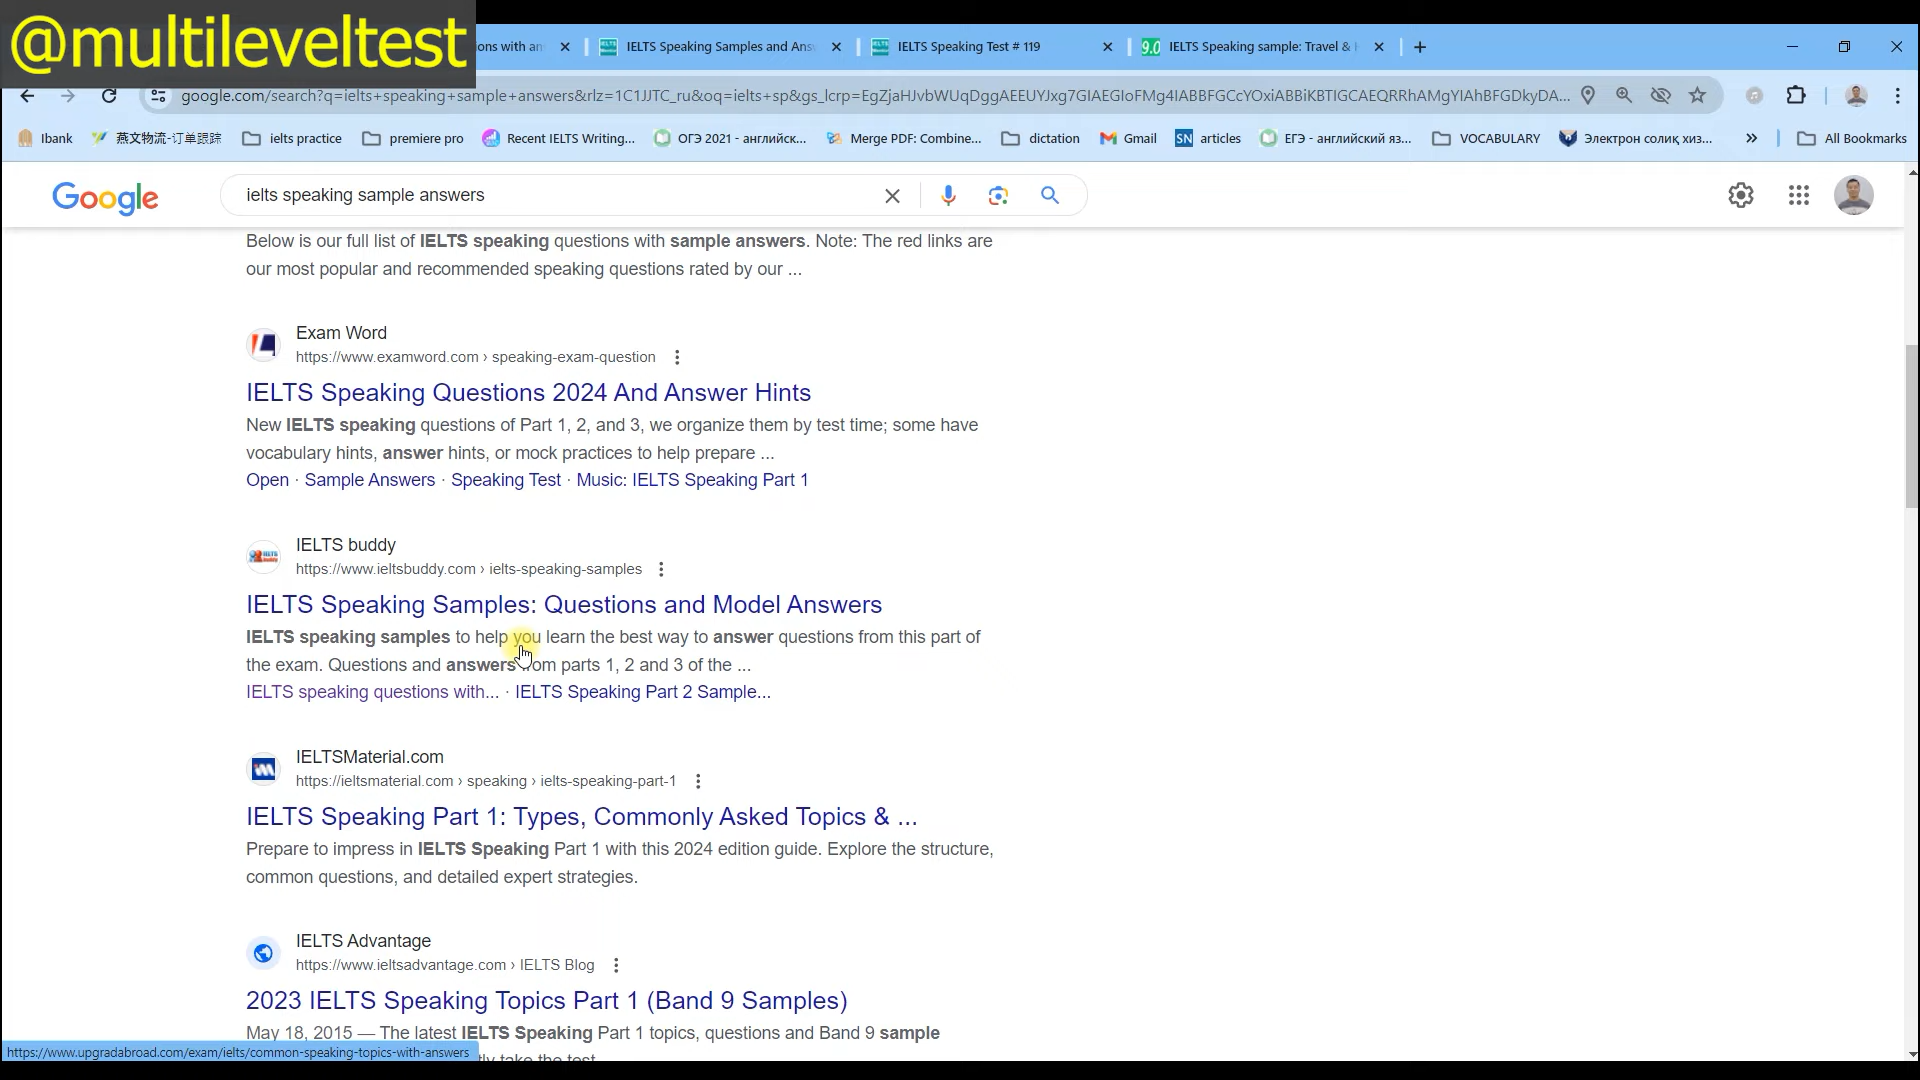 @multileveltest
ons with an
IELTS Speaking Samples and Ans
IELTS Speaking Test # 119
9.0
IELTS Speaking sample: Travel &
google.com/search?q=ielts+speaking+sample+answers&rlz=1C1JJTC_ru&oq=ielts+sp&gs_lcrp=EgZjaHJvbWUqDggAEEUYJxg7GIAEGIoFMg4IABBFGCcYOxiABBiKBTIGCAEQRRhAMgYIAhBFGDkyDA...
Ibank
燕文物流-订单跟踪
ielts practice
premiere pro
Recent IELTS Writing...
ОГЭ 2021 - английск...
Merge PDF: Combine...
dictation
Gmail
SN articles
ЕГЭ - английский яз...
VOCABULARY
Электрон солиқ хиз...
»
All Bookmarks
Google
ielts speaking sample answers
Below is our full list of IELTS speaking questions with sample answers. Note: The red links are
our most popular and recommended speaking questions rated by our ...
Exam Word
https://www.examword.com › speaking-exam-question
IELTS Speaking Questions 2024 And Answer Hints
New IELTS speaking questions of Part 1, 2, and 3, we organize them by test time; some have
vocabulary hints, answer hints, or mock practices to help prepare ...
Open · Sample Answers · Speaking Test · Music: IELTS Speaking Part 1
IELTS buddy
https://www.ieltsbuddy.com › ielts-speaking-samples
IELTS Speaking Samples: Questions and Model Answers
IELTS speaking samples to help you learn the best way to answer questions from this part of
the exam. Questions and answers from parts 1, 2 and 3 of the ...
IELTS speaking questions with... · IELTS Speaking Part 2 Sample...
IELTSMaterial.com
https://ieltsmaterial.com › speaking › ielts-speaking-part-1
IELTS Speaking Part 1: Types, Commonly Asked Topics & ...
Prepare to impress in IELTS Speaking Part 1 with this 2024 edition guide. Explore the structure,
common questions, and detailed expert strategies.
IELTS Advantage
https://www.ieltsadvantage.com › IELTS Blog
2023 IELTS Speaking Topics Part 1 (Band 9 Samples)
May 18, 2015 — The latest IELTS Speaking Part 1 topics, questions and Band 9 sample
https://www.upgradabroad.com/exam/ielts/common-speaking-topics-with-answers
tly take the test